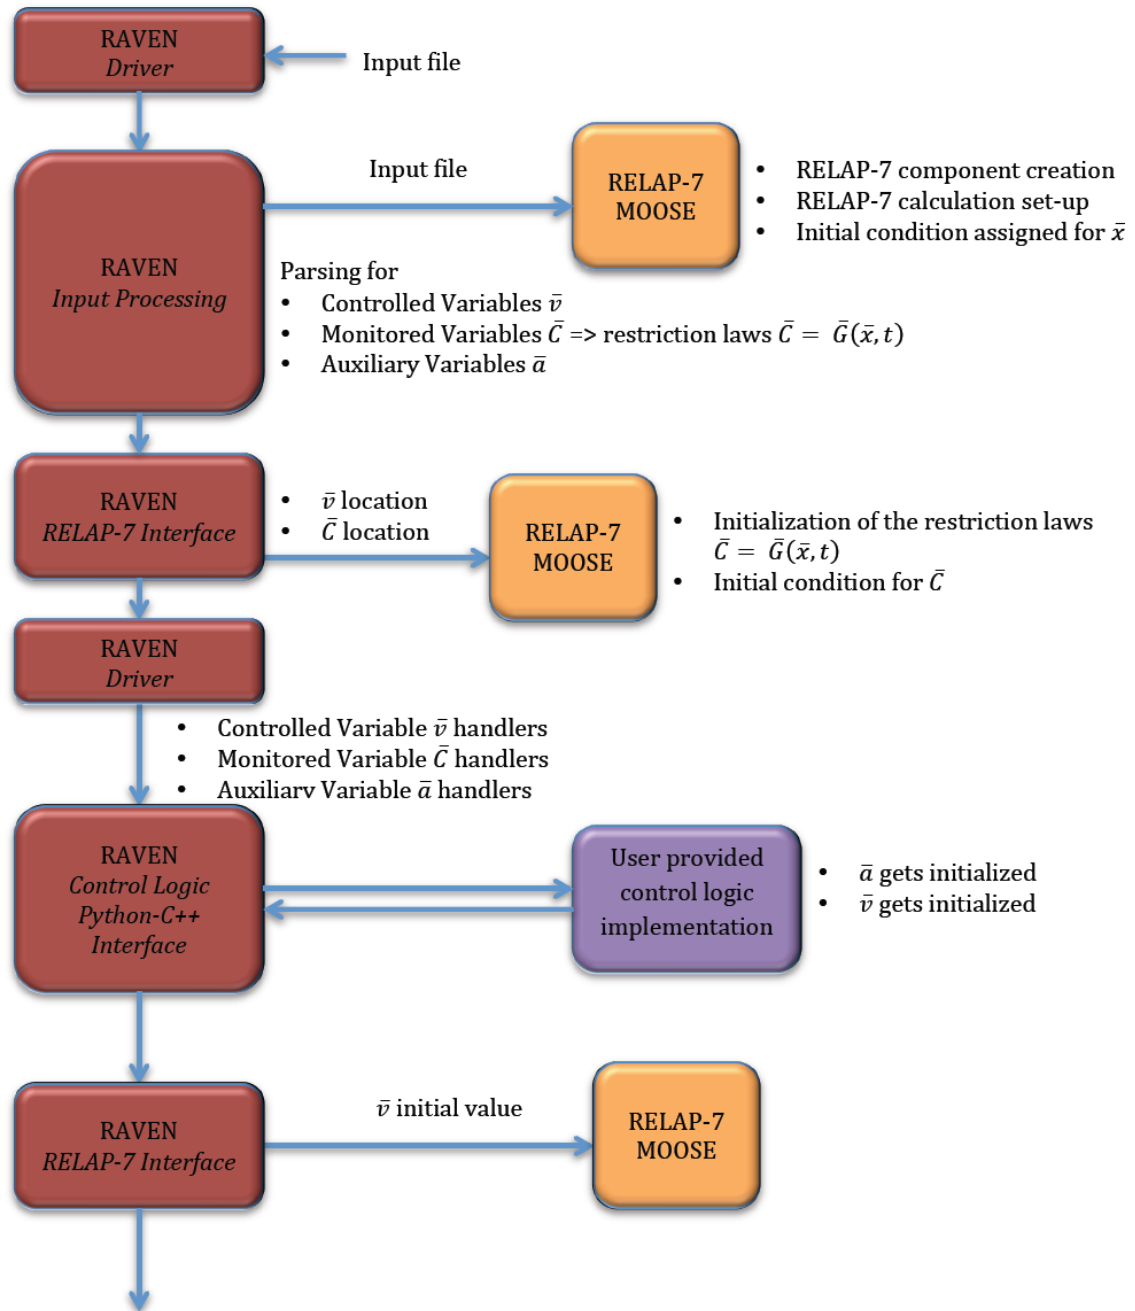 RAVEN
Driver
Input file
Input file
RAVEN
Input Processing
RELAP-7
MOOSE
• RELAP-7 component creation
• RELAP-7 calculation set-up
• Initial condition assigned for x̄
Parsing for
• Controlled Variables v̄
• Monitored Variables C̄ => restriction laws C̄ = Ḡ(x̄, t)
• Auxiliary Variables ā
RAVEN
RELAP-7 Interface
• v̄ location
• C̄ location
RELAP-7
MOOSE
• Initialization of the restriction laws
C̄ = Ḡ(x̄, t)
• Initial condition for C̄
RAVEN
Driver
• Controlled Variable v̄ handlers
• Monitored Variable C̄ handlers
• Auxiliary Variable ā handlers
RAVEN
Control Logic
Python-C++
Interface
User provided
control logic
implementation
• ā gets initialized
• v̄ gets initialized
RAVEN
RELAP-7 Interface
v̄ initial value
RELAP-7
MOOSE